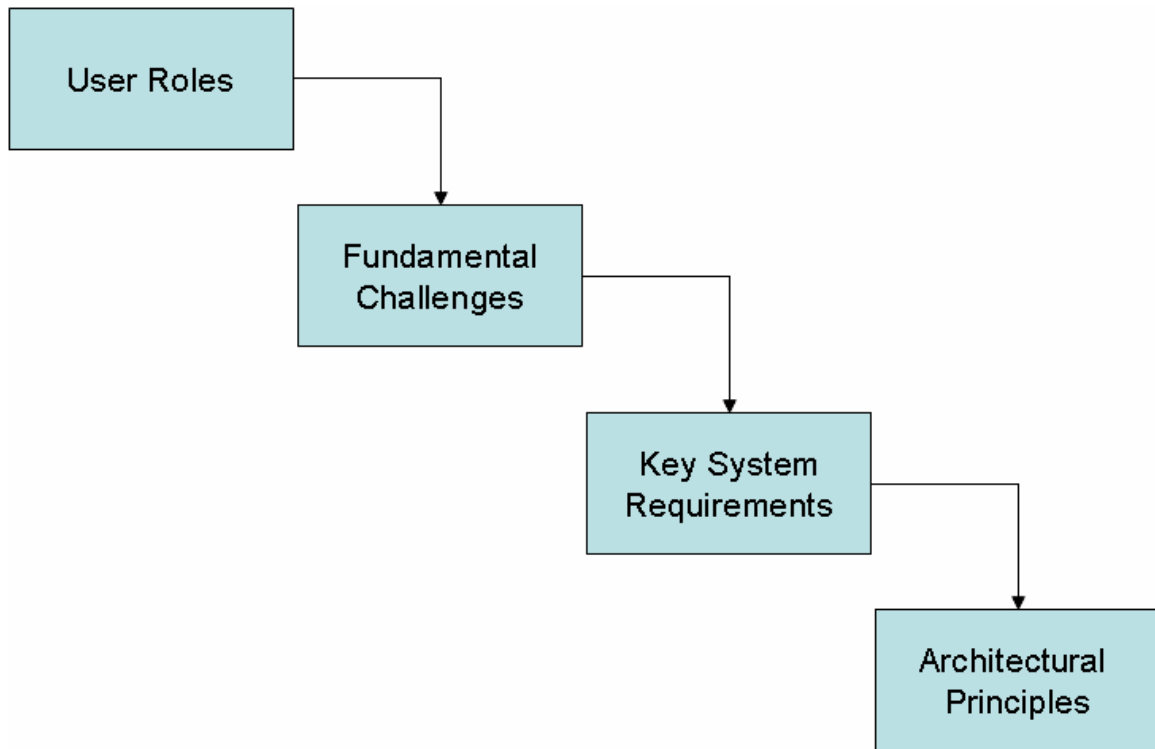 User Roles
Fundamental
Challenges
Key System
Requirements
Architectural
Principles